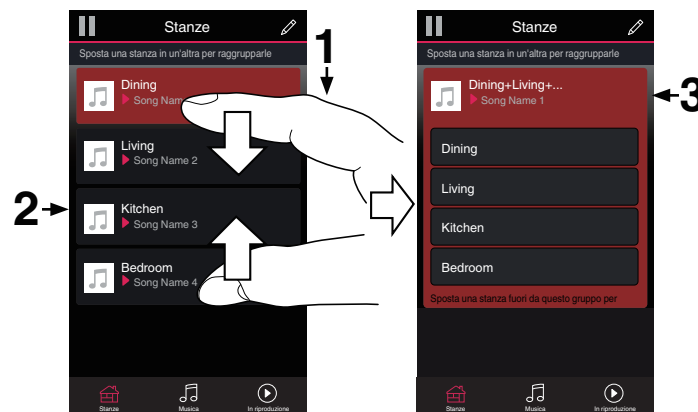 Stanze
Sposta una stanza in un'altra per raggrupparle
1
Dining
Song Nam
Living
Song Name 2
2
Kitchen
Song Name 3
Bedroom
Song Name 4
Stanze
Musica
In riproduzione
Stanze
Sposta una stanza in un'altra per raggrupparle
Dining+Living+...
Song Name 1
3
Dining
Living
Kitchen
Bedroom
Sposta una stanza fuori da questo gruppo per
Stanze
Musica
In riproduzione